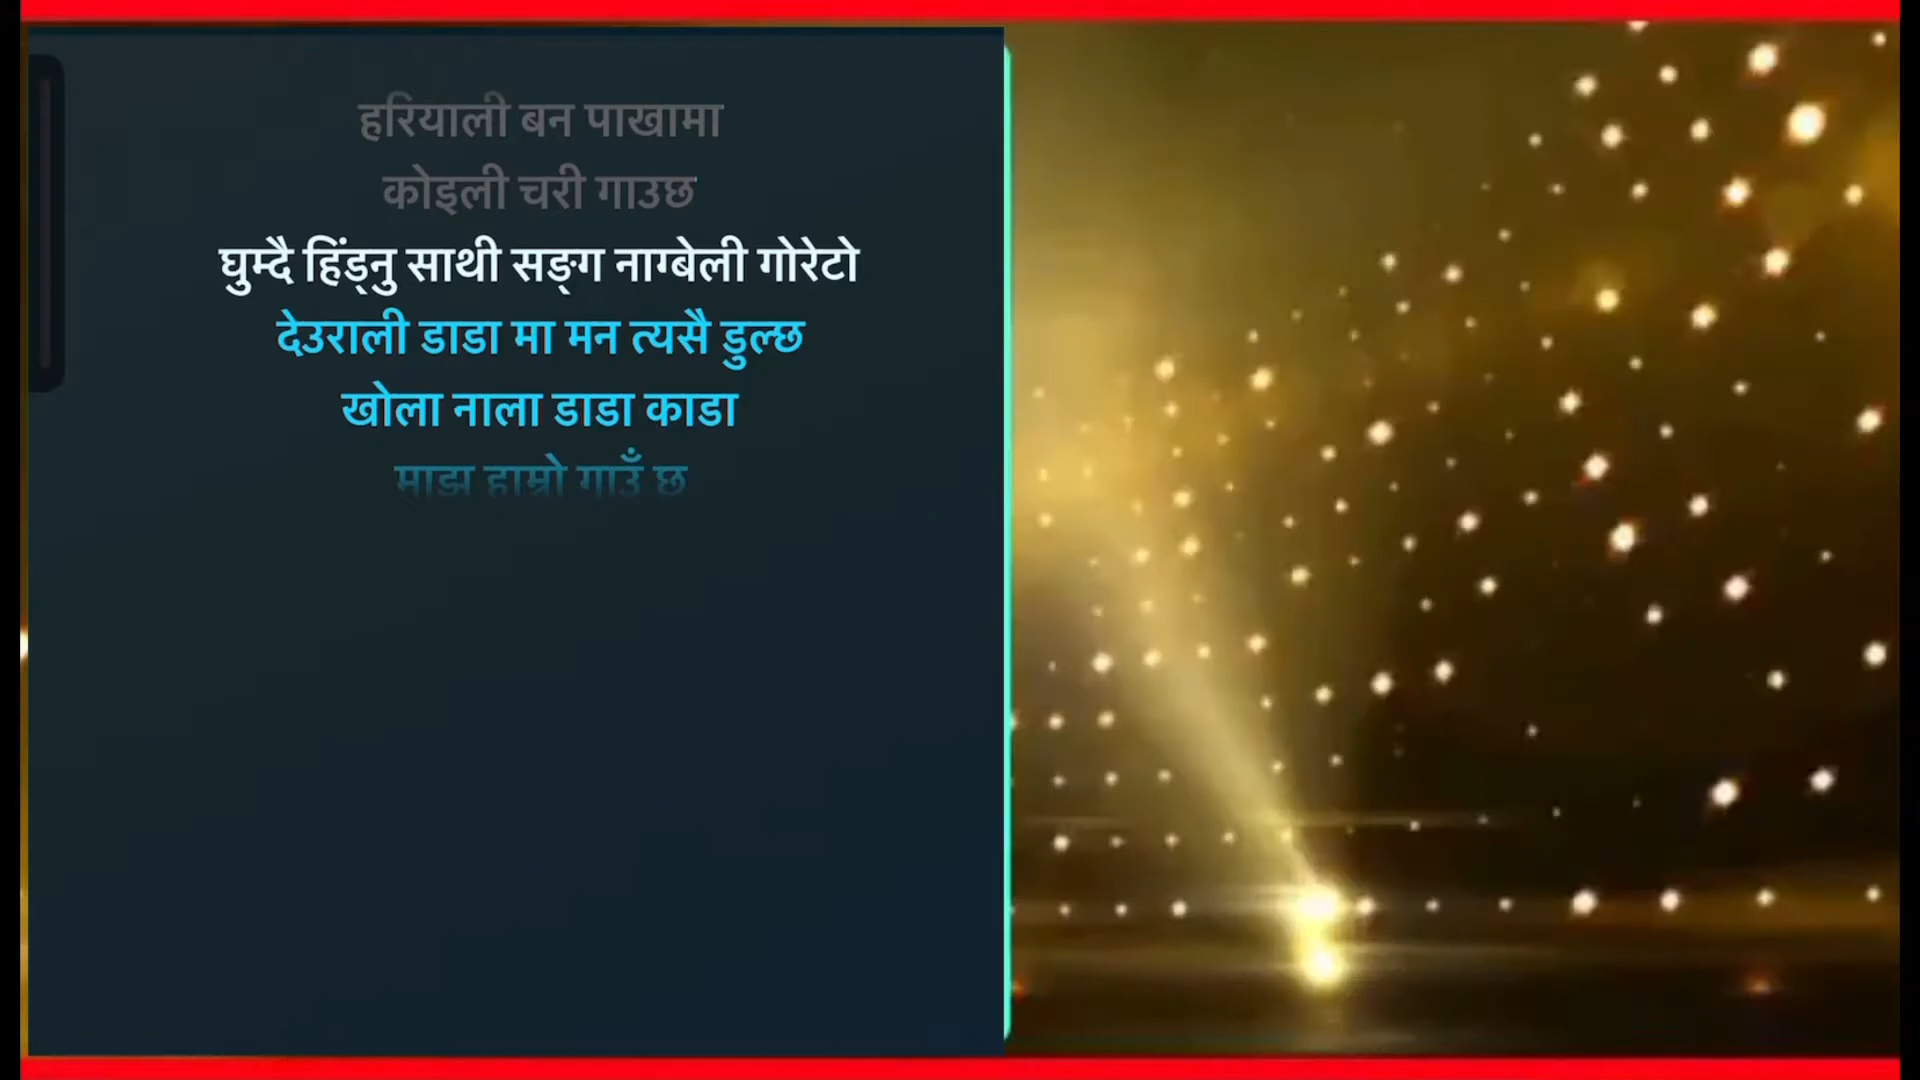 हरियाली बन पाखामा
कोइली चरी गाउछ
घुम्दै हिंड्नु साथी सङ्ग नाग्बेली गोरेटो
देउराली डाडा मा मन त्यसै डुल्छ
खोला नाला डाडा काडा
माझ हाम्रो गाउँ छ